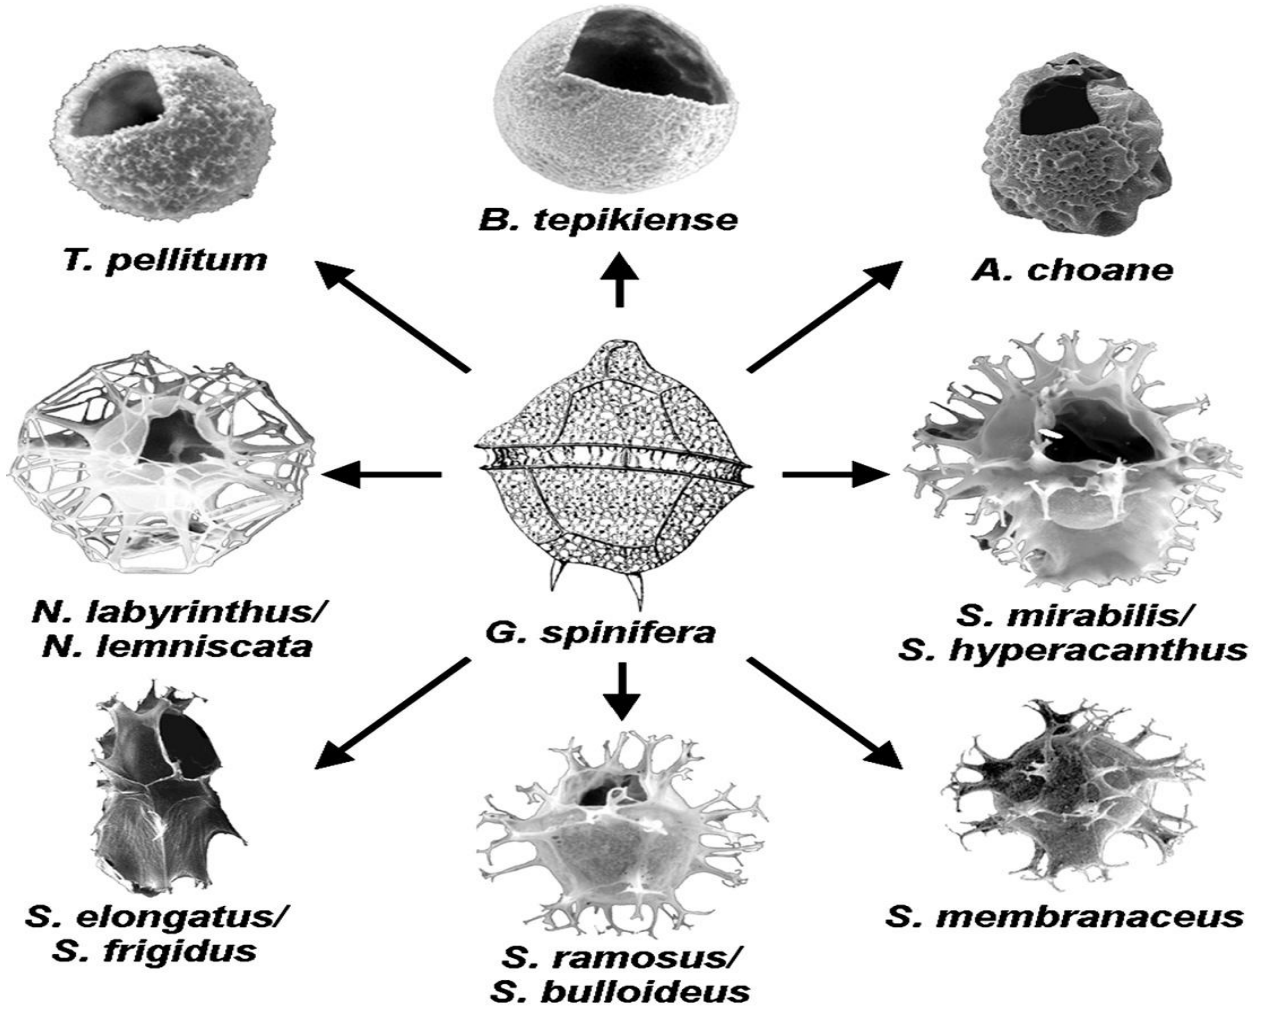 B. tepikiense
T. pellitum
A. choane
N. labyrinthus/
N. lemniscata
G. spinifera
S. mirabilis/
S. hyperacanthus
S. elongatus/
S. frigidus
S. ramosus/
S. bulloideus
S. membranaceus